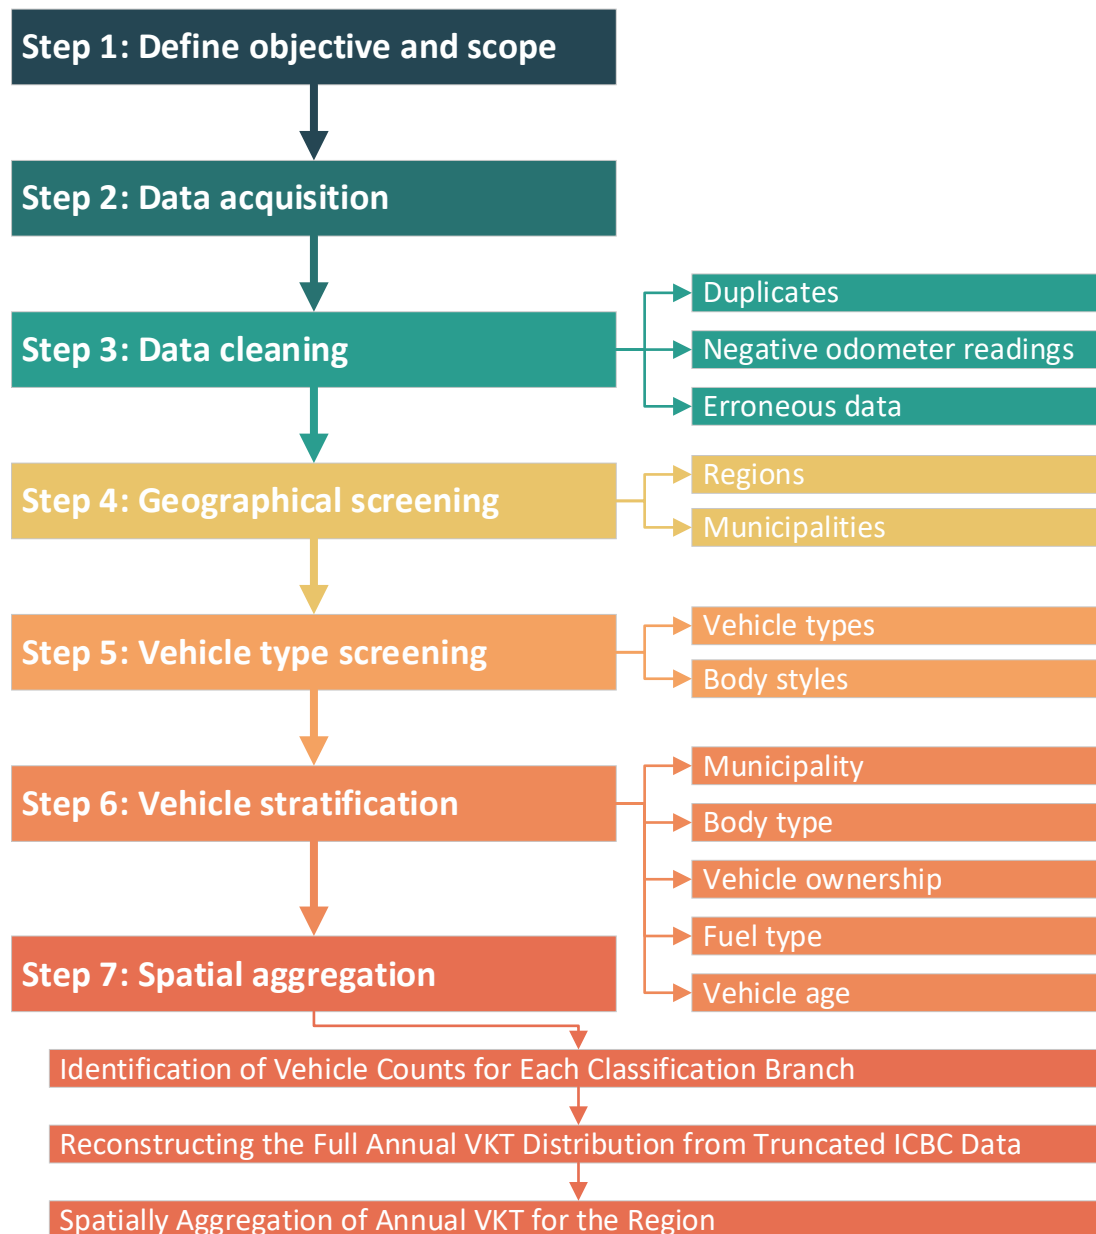 Step 1: Define objective and scope
Step 2: Data acquisition
Step 3: Data cleaning
Duplicates
Negative odometer readings
Erroneous data
Step 4: Geographical screening
Regions
Municipalities
Step 5: Vehicle type screening
Vehicle types
Body styles
Step 6: Vehicle stratification
Municipality
Body type
Vehicle ownership
Fuel type
Vehicle age
Step 7: Spatial aggregation
Identification of Vehicle Counts for Each Classification Branch
Reconstructing the Full Annual VKT Distribution from Truncated ICBC Data
Spatially Aggregation of Annual VKT for the Region